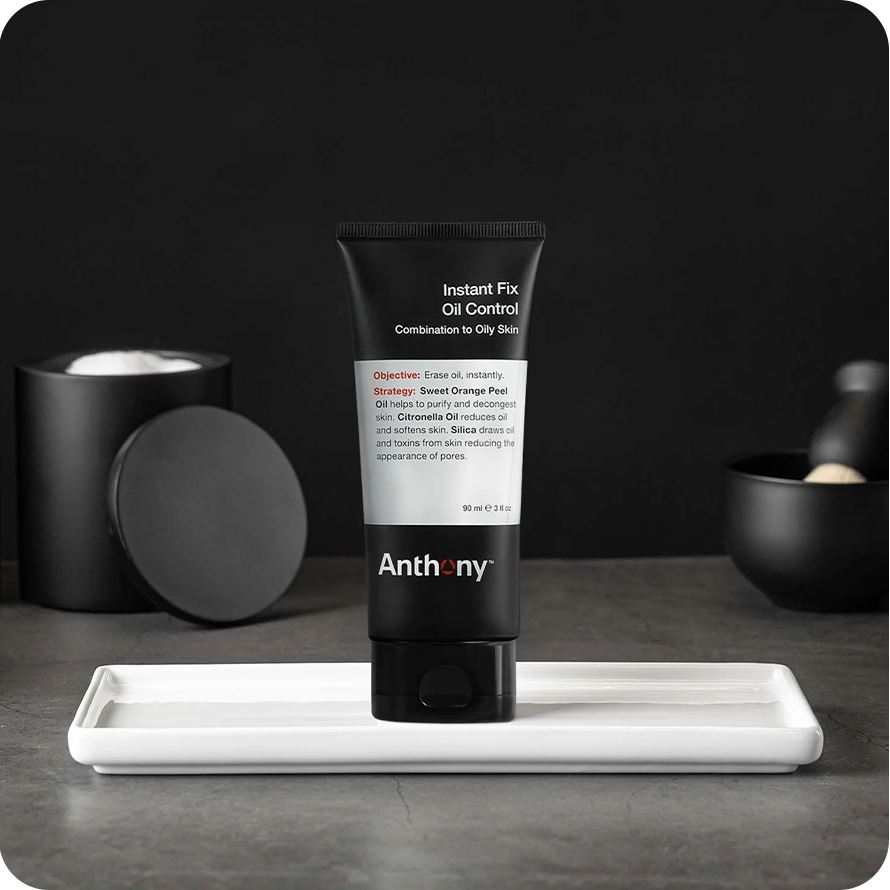 Instant Fix
Oil Control
Combination to Oily Skin
Objective: Erase oil, instantly.
Strategy: Sweet Orange Peel
Oil helps to purify and decongest
skin. Citronella Oil reduces oil
and softens skin. Silica draws oil
and toxins from skin reducing the
appearance of pores.
90 ml ℮ 3 fl oz
Anthony™